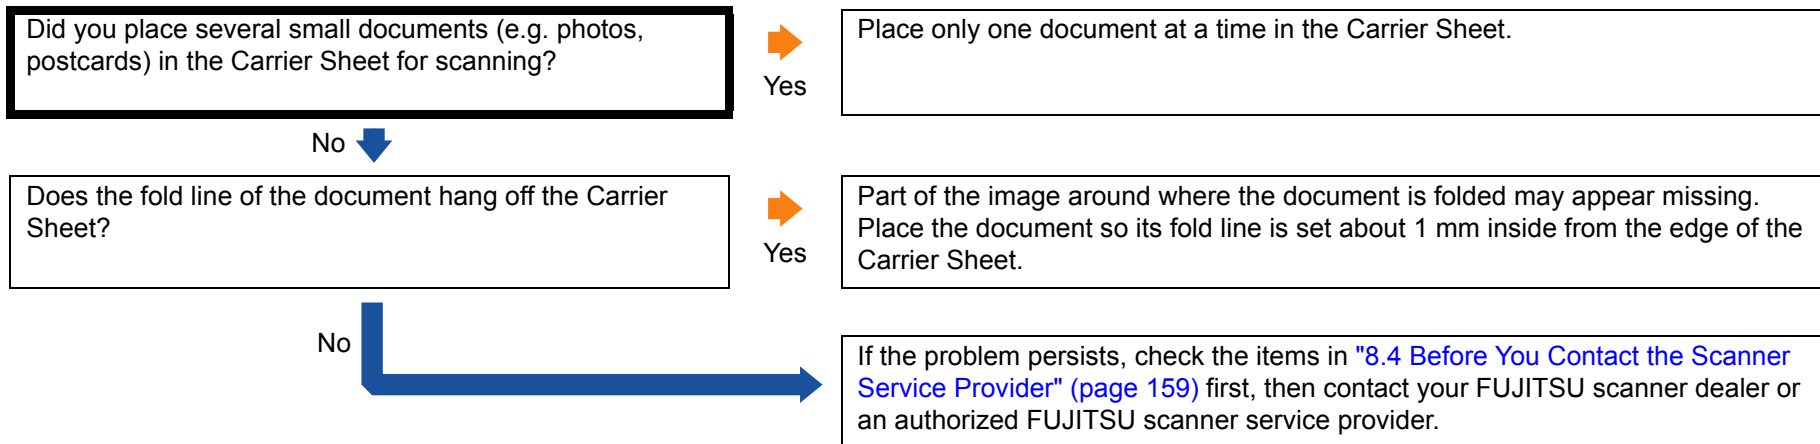 Did you place several small documents (e.g. photos,
postcards) in the Carrier Sheet for scanning?
Yes
Place only one document at a time in the Carrier Sheet.
No
Does the fold line of the document hang off the Carrier
Sheet?
Yes
Part of the image around where the document is folded may appear missing.
Place the document so its fold line is set about 1 mm inside from the edge of the
Carrier Sheet.
No
If the problem persists, check the items in "8.4 Before You Contact the Scanner
Service Provider" (page 159) first, then contact your FUJITSU scanner dealer or
an authorized FUJITSU scanner service provider.